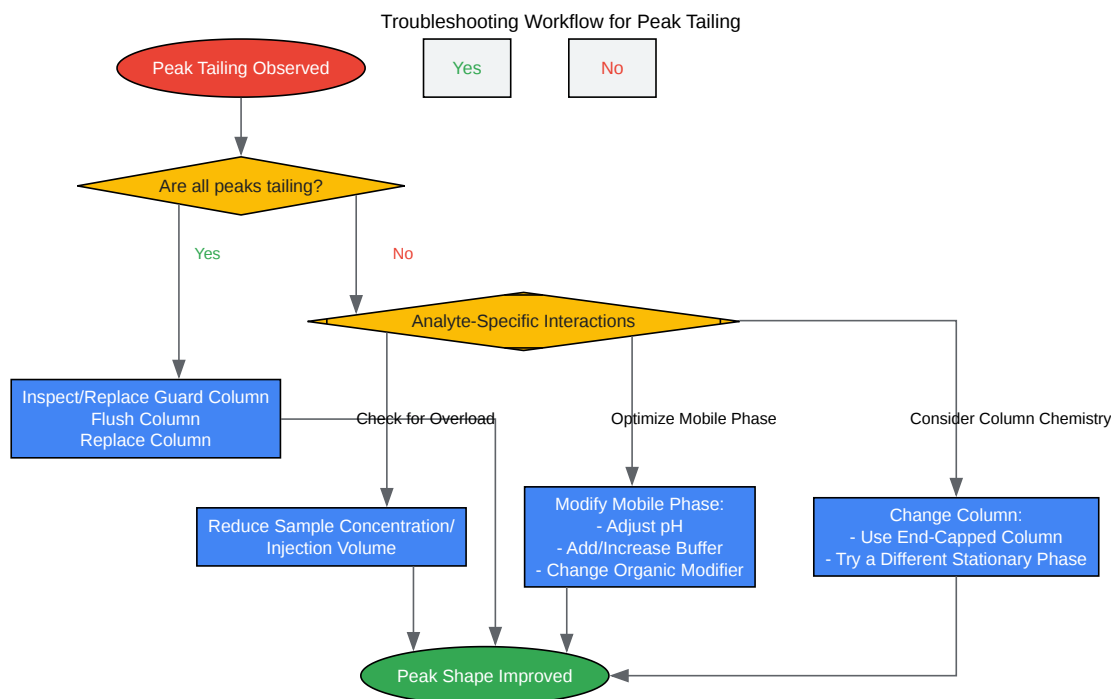 Troubleshooting Workflow for Peak Tailing
Peak Tailing Observed
Yes
No
Are all peaks tailing?
Yes
No
Analyte-Specific Interactions
Inspect/Replace Guard Column
Flush Column
Replace Column
Check for Overload
Optimize Mobile Phase
Consider Column Chemistry
Reduce Sample Concentration/
Injection Volume
Modify Mobile Phase:
- Adjust pH
- Add/Increase Buffer
- Change Organic Modifier
Change Column:
- Use End-Capped Column
- Try a Different Stationary Phase
Peak Shape Improved